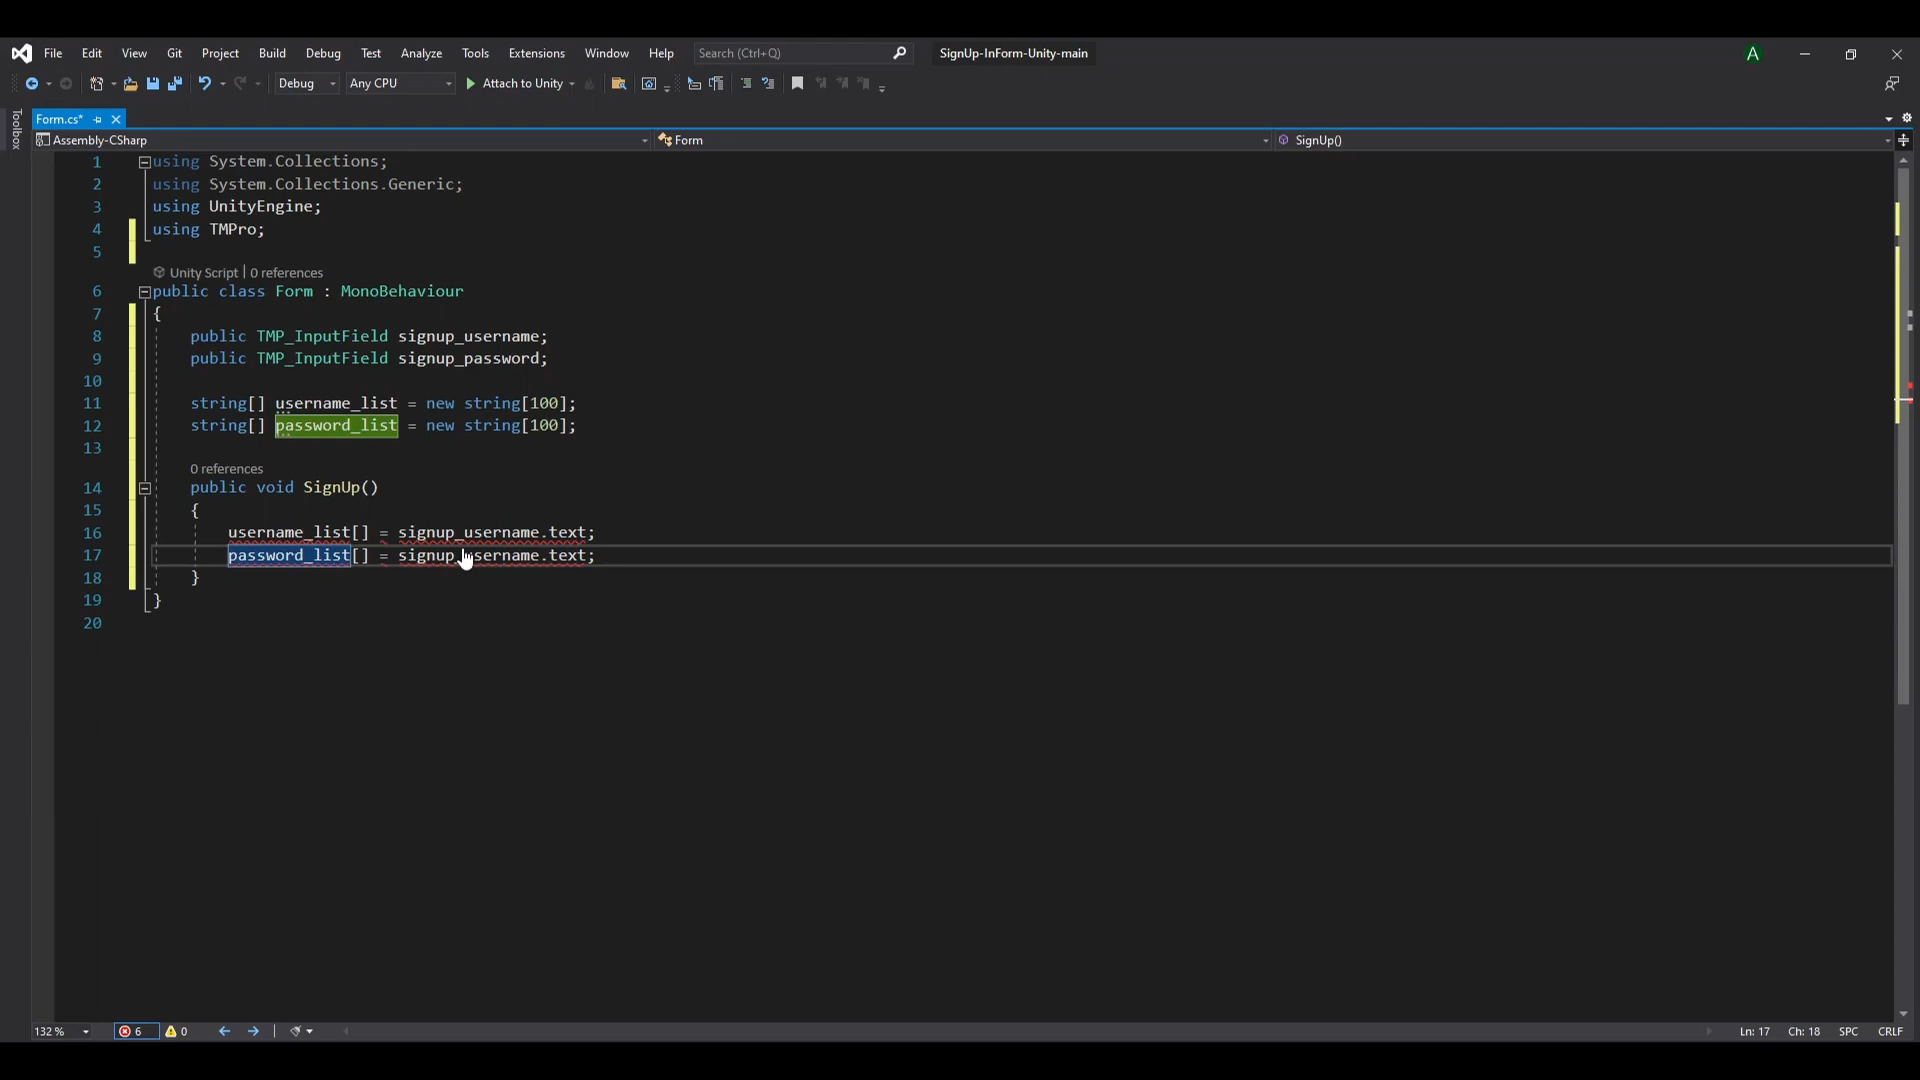 File Edit View Git Project Build Debug Test Analyze Tools Extensions Window Help Search (Ctrl+Q) SignUp-InForm-Unity-main A
Debug Any CPU Attach to Unity
Toolbox
Form.cs*
Assembly-CSharp Form SignUp()
1 using System.Collections;
2 using System.Collections.Generic;
3 using UnityEngine;
4 using TMPro;
5
Unity Script | 0 references
6 public class Form : MonoBehaviour
7 {
8 public TMP_InputField signup_username;
9 public TMP_InputField signup_password;
10
11 string[] username_list = new string[100];
12 string[] password_list = new string[100];
13
0 references
14 public void SignUp()
15 {
16 username_list[] = signup_username.text;
17 password_list[] = signup_username.text;
18 }
19 }
20
132 % 6 0 Ln: 17 Ch: 18 SPC CRLF